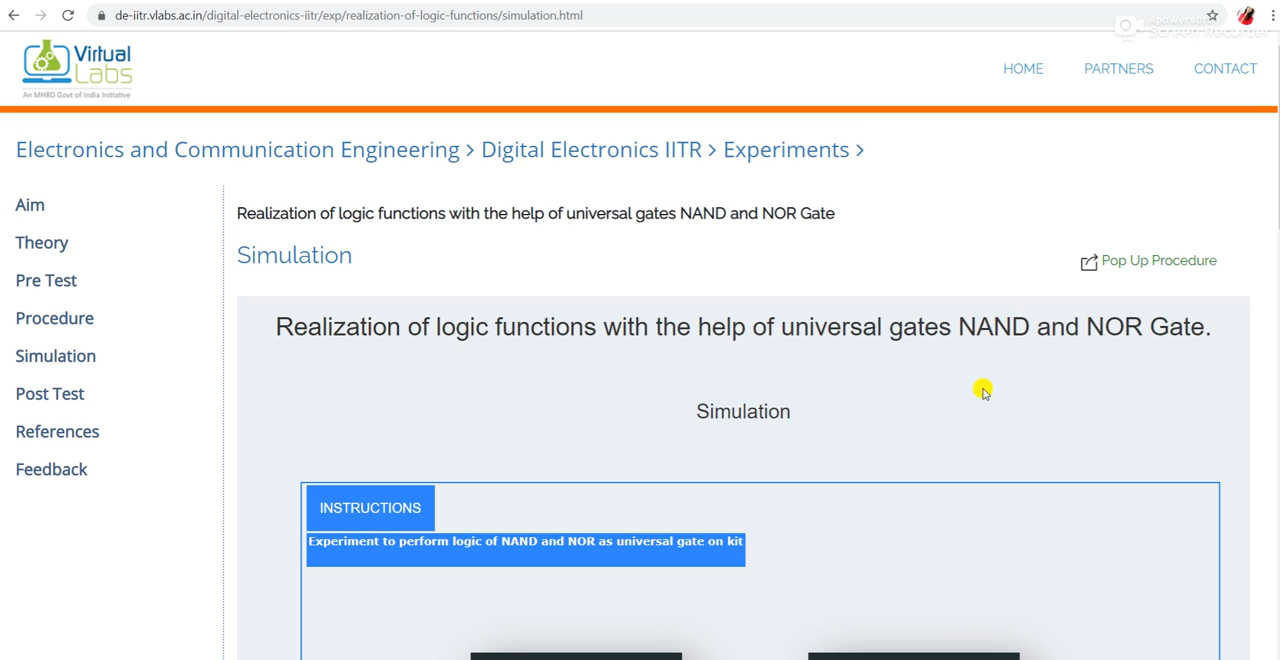 de-iitr.vlabs.ac.in/digital-electronics-iitr/exp/realization-of-logic-functions/simulation.html
Apowersoft
Screen Recorder
Virtual
Labs
An MHRD Govt of India Initiative
HOME PARTNERS CONTACT
Electronics and Communication Engineering > Digital Electronics IITR > Experiments >
Aim
Theory
Pre Test
Procedure
Simulation
Post Test
References
Feedback
Realization of logic functions with the help of universal gates NAND and NOR Gate
Simulation
Pop Up Procedure
Realization of logic functions with the help of universal gates NAND and NOR Gate.
Simulation
INSTRUCTIONS
Experiment to perform logic of NAND and NOR as universal gate on kit